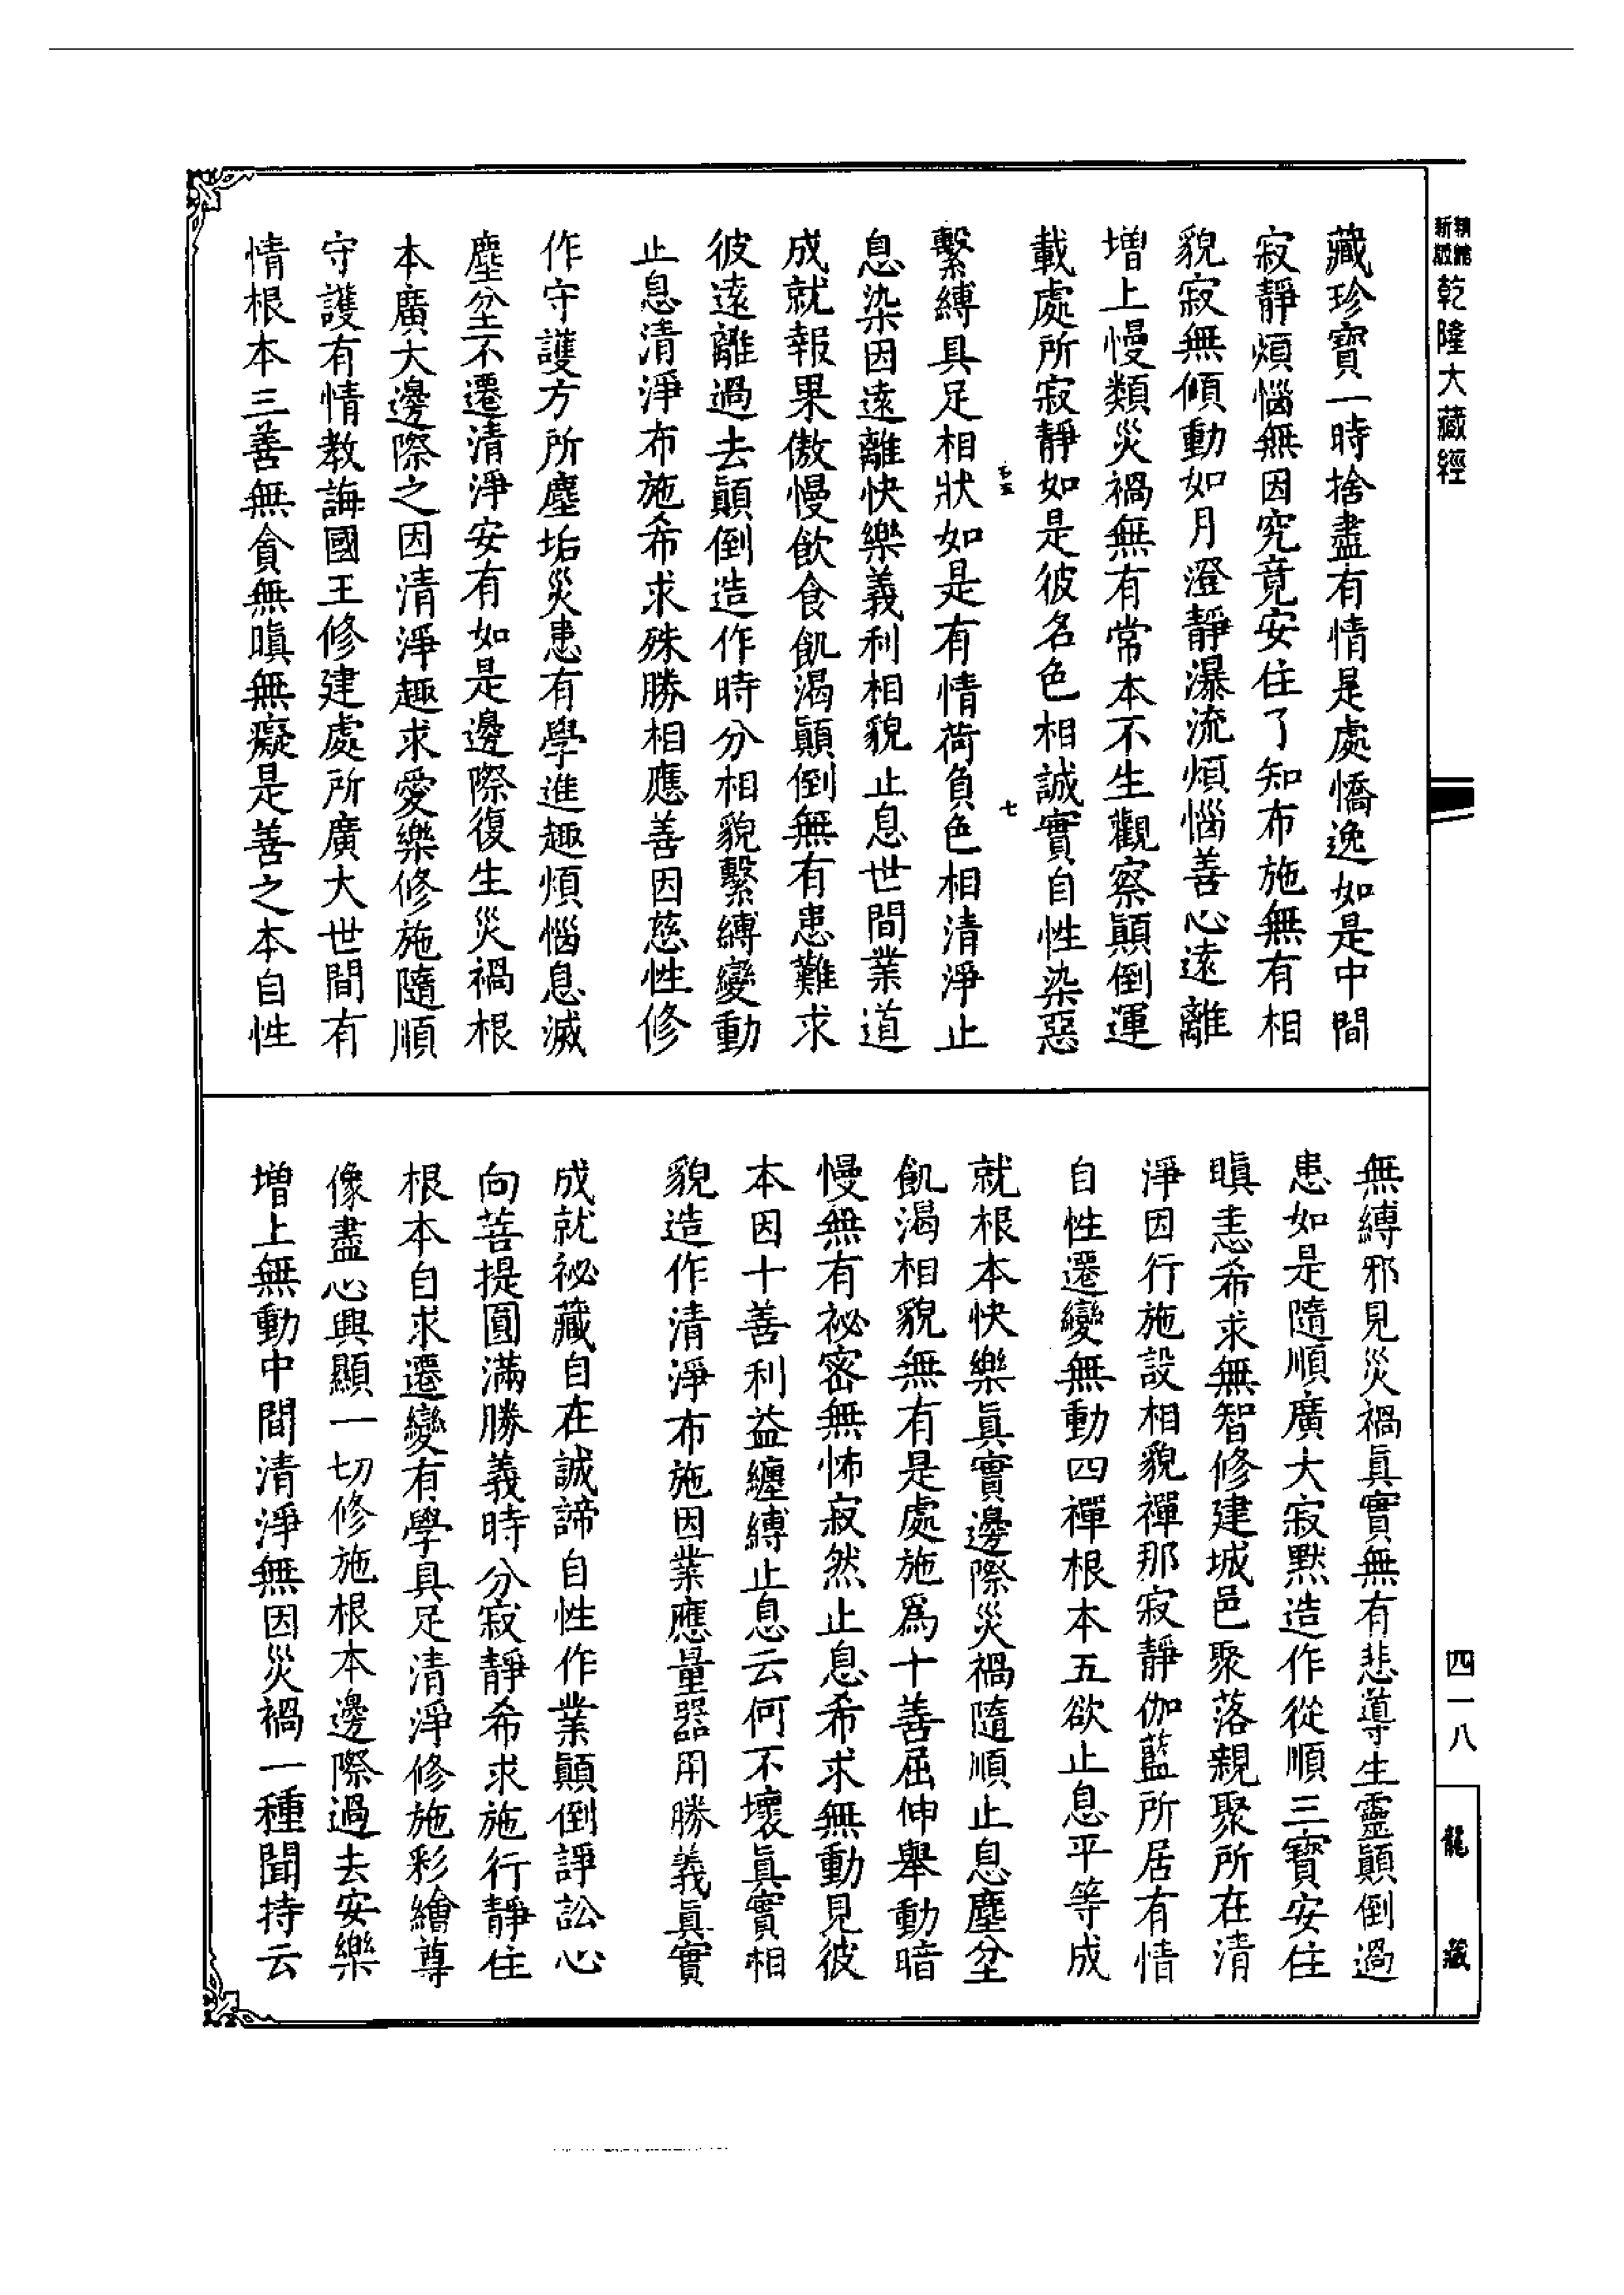 乾隆大藏經
藏珍寶一時捨盡有情是處憍逸如是中間
寂靜煩惱無因究竟安住了知布施無有相
貌寂無傾動如月澄靜瀑流煩惱善心遠離
增上慢類災禍無有常本不生觀察顛倒運
載處所寂靜如是彼名色相誠實自性染惡
七
繫縛具足相狀如是有情荷負色相清淨止
息染因遠離快樂義利相貌止息世間業道
成就報果傲慢飲食飢渴顛倒無有患難求
彼遠離過去顛倒造作時分相貌繫縛變動
止息清淨布施希求殊勝相應善因慈性修
作守護方所塵垢災患有學進趣煩惱息滅
塵坌不遷清淨安有如是邊際復生災禍根
本廣大邊際之因清淨趣求愛樂修施隨順
守護有情教誨國王修建處所廣大世間有
情根本三善無貪無瞋無癡是善之本自性
無縛邪見災禍真實無有悲導生靈顛倒過
患如是隨順廣大寂默造作從順三寶安住
瞋恚希求無智修建城邑聚落親聚所在清
淨因行施設相貌禪那寂靜伽藍所居有情
自性遷變無動四禪根本五欲止息平等成
就根本快樂真實邊際災禍隨順止息塵坌
飢渴相貌無有是處施為十善屈伸舉動暗
慢無有祕密無怖寂然止息希求無動見彼
本因十善利益纏縛止息云何不壞真實相
貌造作清淨布施因業應量器用勝義真實
成就祕藏自在誠諦自性作業顛倒諍訟心
向菩提圓滿勝義時分寂靜希求施行靜住
根本自求遷變有學具足清淨修施彩繪尊
像盡心興顯一切修施根本邊際過去安樂
增上無動中間清淨無因災禍一種聞持云
四一八
龍藏